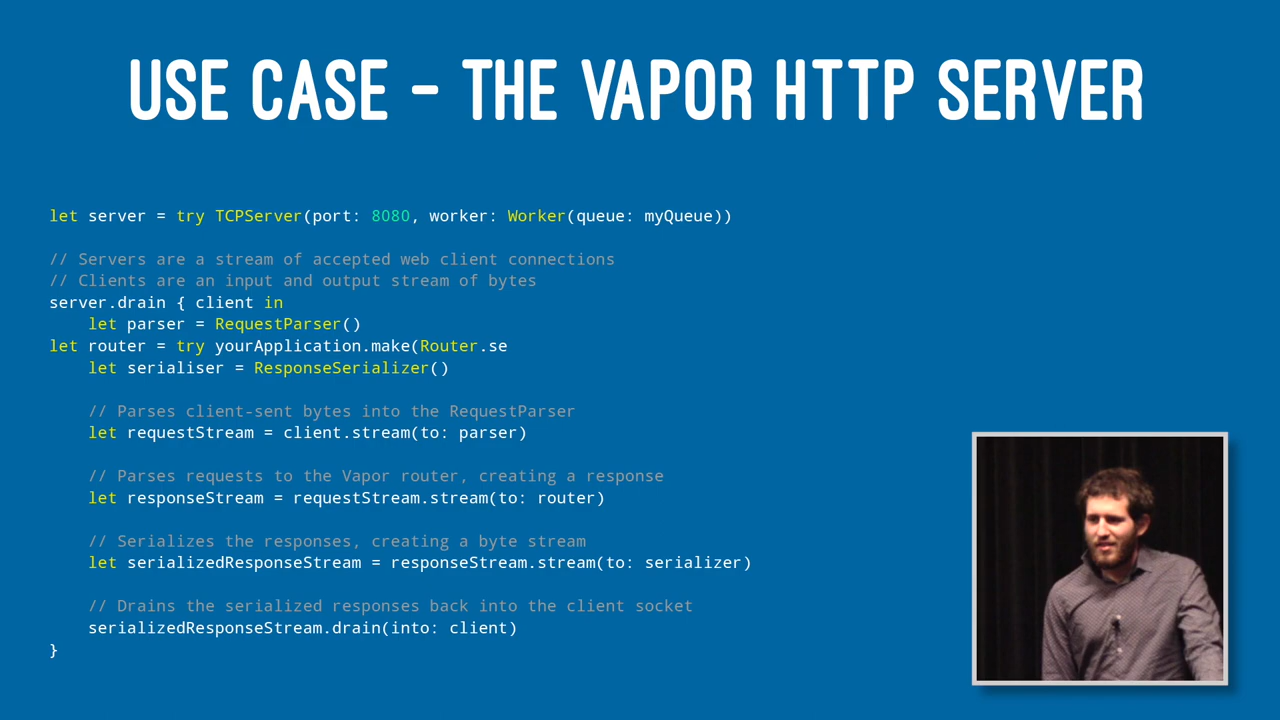 USE CASE - THE VAPOR HTTP SERVER
let server = try TCPServer(port: 8080, worker: Worker(queue: myQueue))
// Servers are a stream of accepted web client connections
// Clients are an input and output stream of bytes
server.drain { client in
let parser = RequestParser()
let router = try yourApplication.make(Router.se
let serialiser = ResponseSerializer()
// Parses client-sent bytes into the RequestParser
let requestStream = client.stream(to: parser)
// Parses requests to the Vapor router, creating a response
let responseStream = requestStream.stream(to: router)
// Serializes the responses, creating a byte stream
let serializedResponseStream = responseStream.stream(to: serializer)
// Drains the serialized responses back into the client socket
serializedResponseStream.drain(into: client)
}